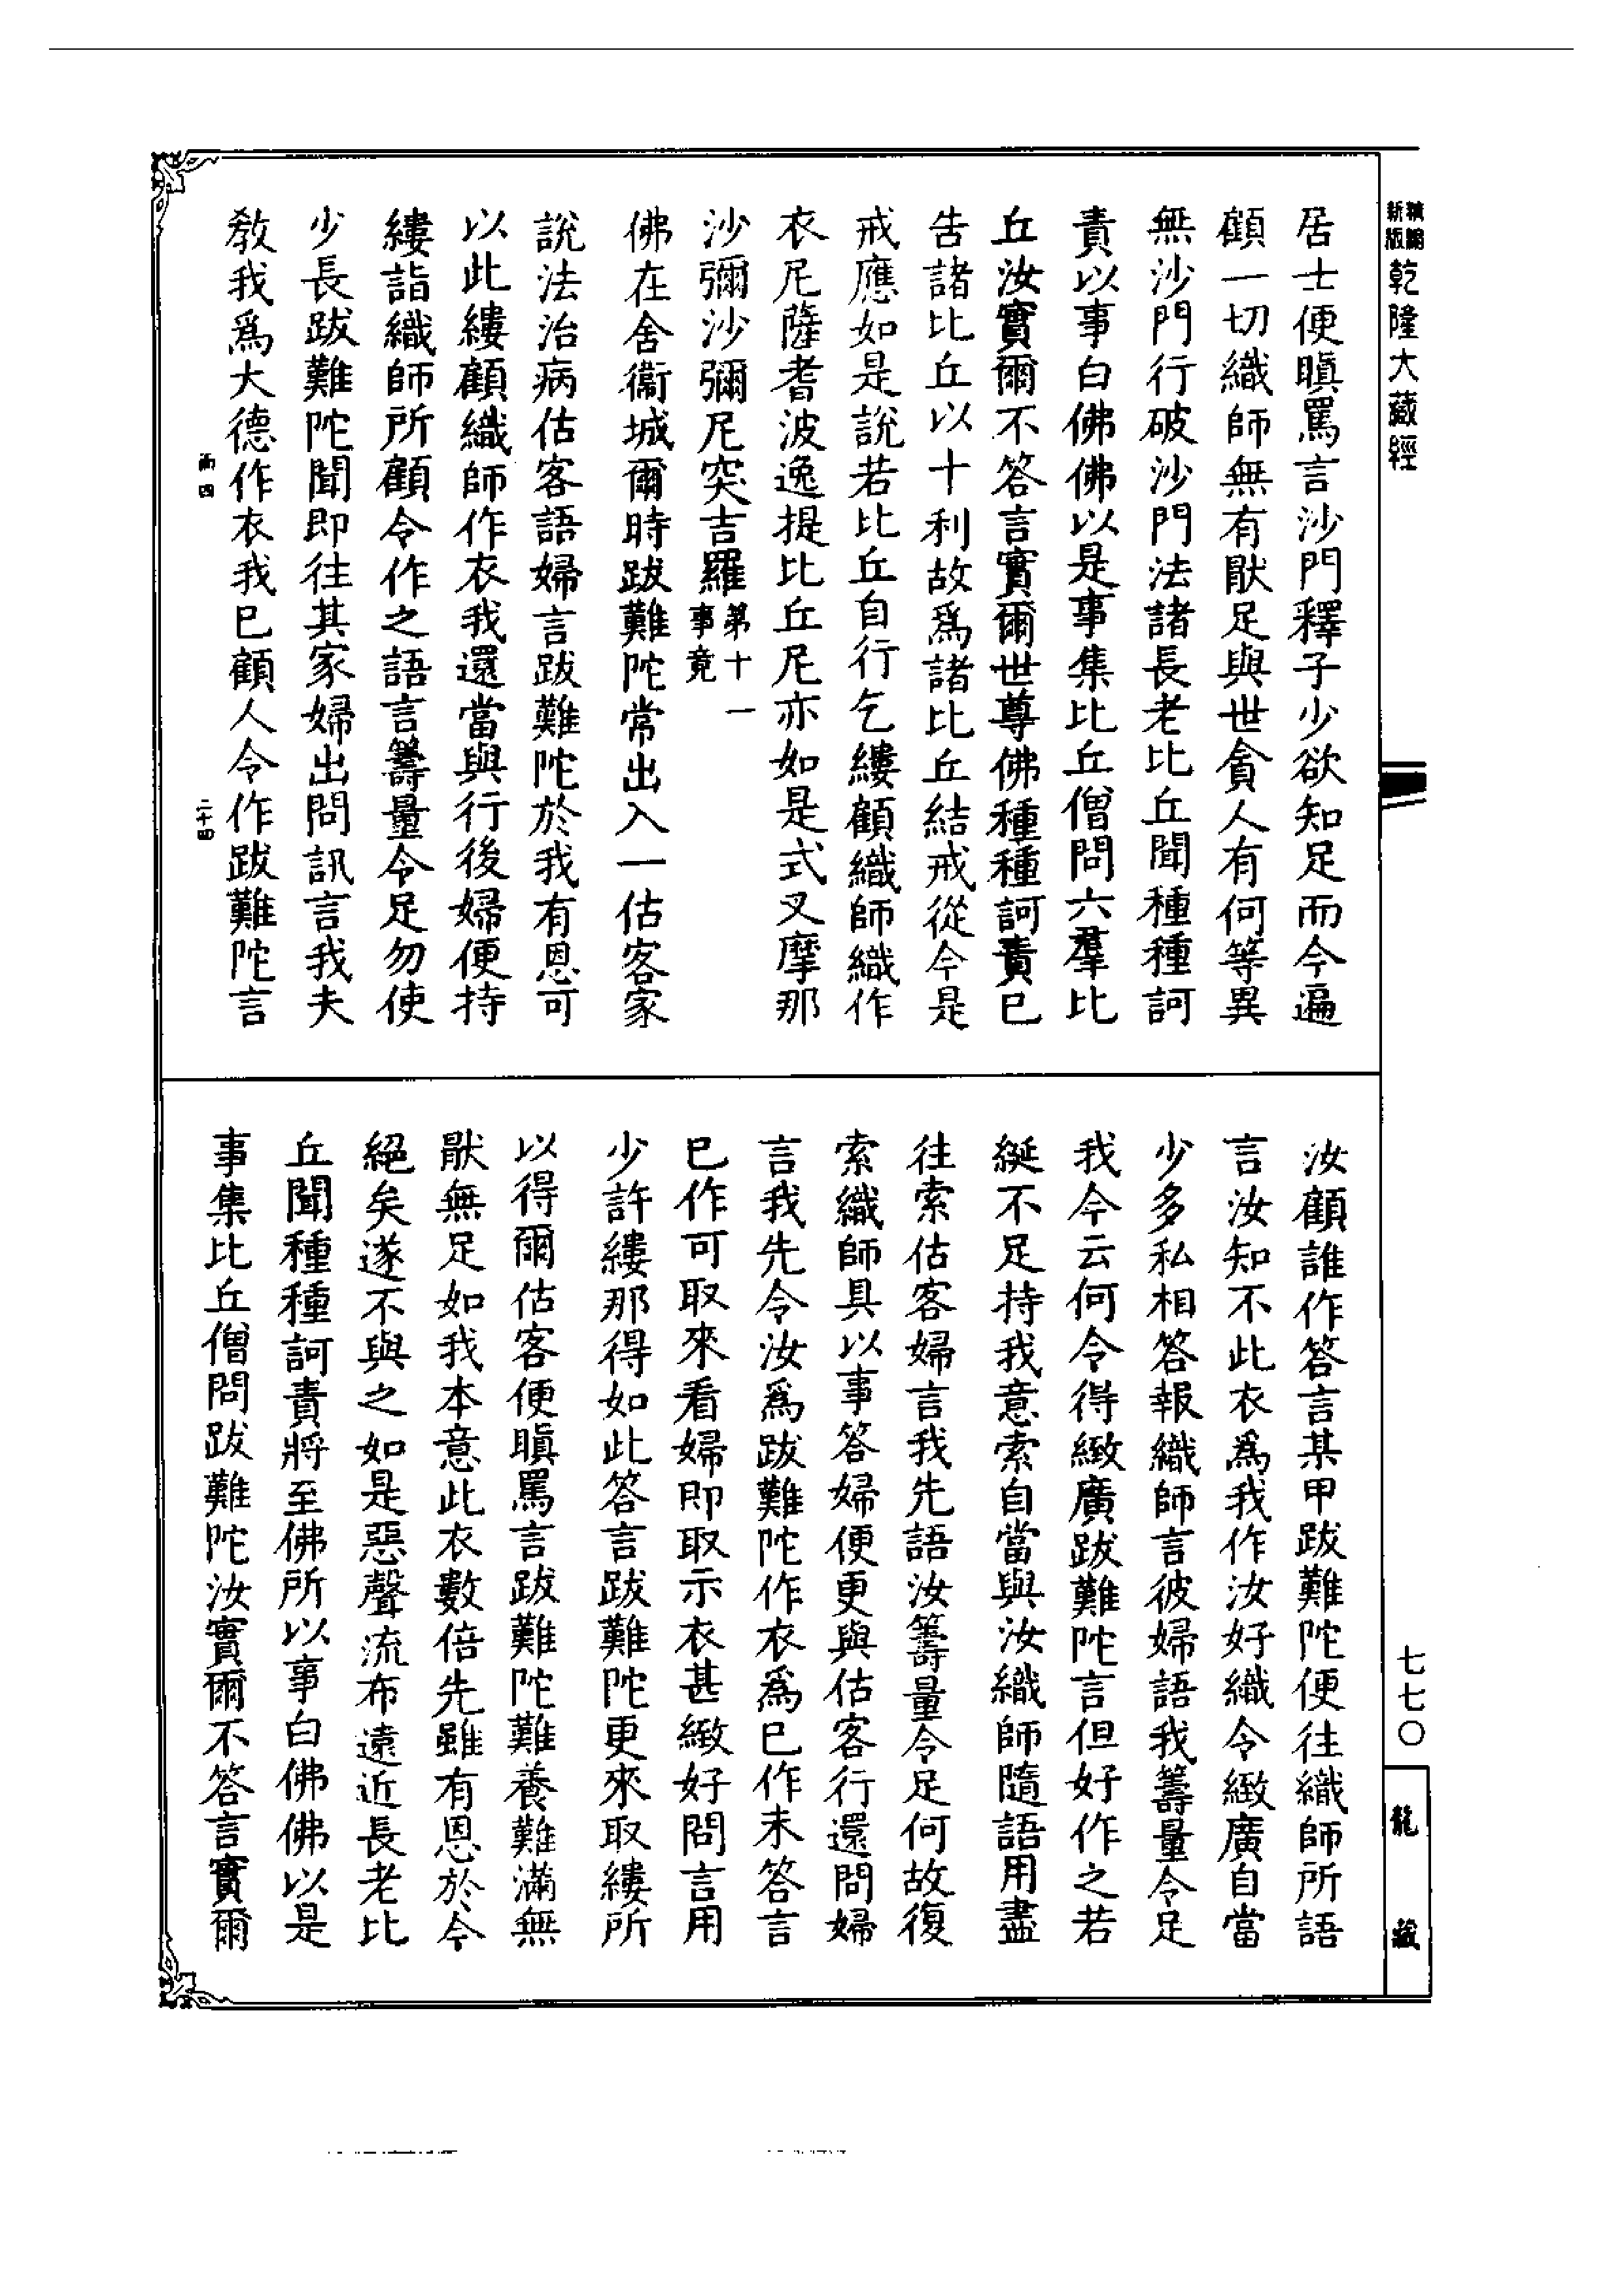 新版精編乾隆大藏經
居士便瞋罵言沙門釋子少欲知足而今遍
顧一切織師無有猒足與世貪人有何等異
無沙門行破沙門法諸長老比丘聞種種訶
責以事白佛佛以是事集比丘僧問六羣比
丘汝實爾不答言實爾世尊佛種種訶責已
告諸比丘以十利故爲諸比丘結戒從今是
戒應如是說若比丘自行乞縷顧織師織作
衣尼薩耆波逸提比丘尼亦如是式叉摩那
沙彌沙彌尼突吉羅第十一事竟
佛在舍衞城爾時跋難陀常出入一估客家
說法治病估客語婦言跋難陀於我有恩可
以此縷顧織師作衣我還當與行後婦便持
縷詣織師所顧令作之語言籌量令足勿使
少長跋難陀聞即往其家婦出問訊言我夫
教我爲大德作衣我已顧人令作跋難陀言
二十四
汝顧誰作答言某甲跋難陀便往織師所語
言汝知不此衣爲我作汝好織令緻廣自當
少多私相答報織師言彼婦語我籌量令足
我今云何令得緻廣跋難陀言但好作之若
綖不足持我意索自當與汝織師隨語用盡
往索估客婦言我先語汝籌量令足何故復
索織師具以事答婦便更與估客行還問婦
言我先令汝爲跋難陀作衣爲已作未答言
已作可取來看婦即取示衣甚緻好問言用
少許縷那得如此答言跋難陀更來取縷所
以得爾估客便瞋罵言跋難陀難養難滿無
猒無足如我本意此衣數倍先雖有恩於今
絕矣遂不與之如是惡聲流布遠近長老比
丘聞種種訶責將至佛所以事白佛佛以是
事集比丘僧問跋難陀汝實爾不答言實爾
七七〇
龍藏